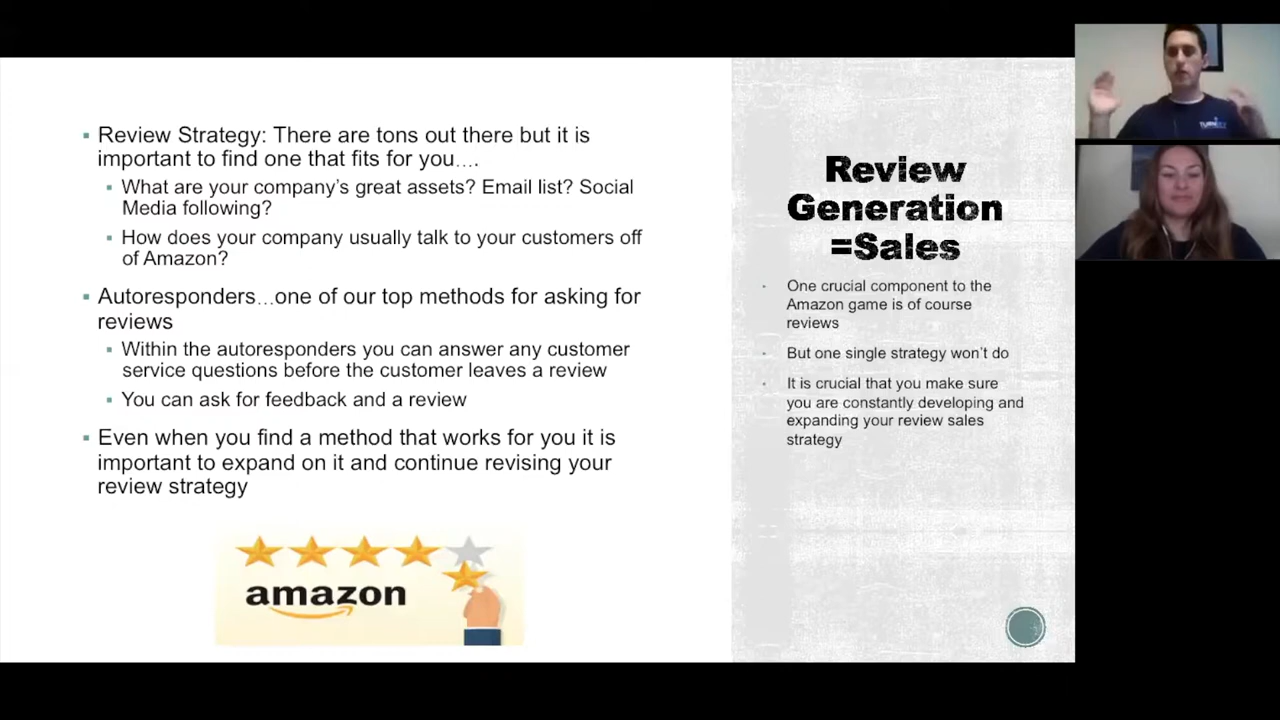 Review Strategy: There are tons out there but it is
important to find one that fits for you....
What are your company's great assets? Email list? Social
Media following?
How does your company usually talk to your customers off
of Amazon?
Autoresponders...one of our top methods for asking for
reviews
Within the autoresponders you can answer any customer
service questions before the customer leaves a review
You can ask for feedback and a review
Even when you find a method that works for you it is
important to expand on it and continue revising your
review strategy
amazon
Review
Generation
=Sales
One crucial component to the
Amazon game is of course
reviews
But one single strategy won't do
It is crucial that you make sure
you are constantly developing and
expanding your review sales
strategy